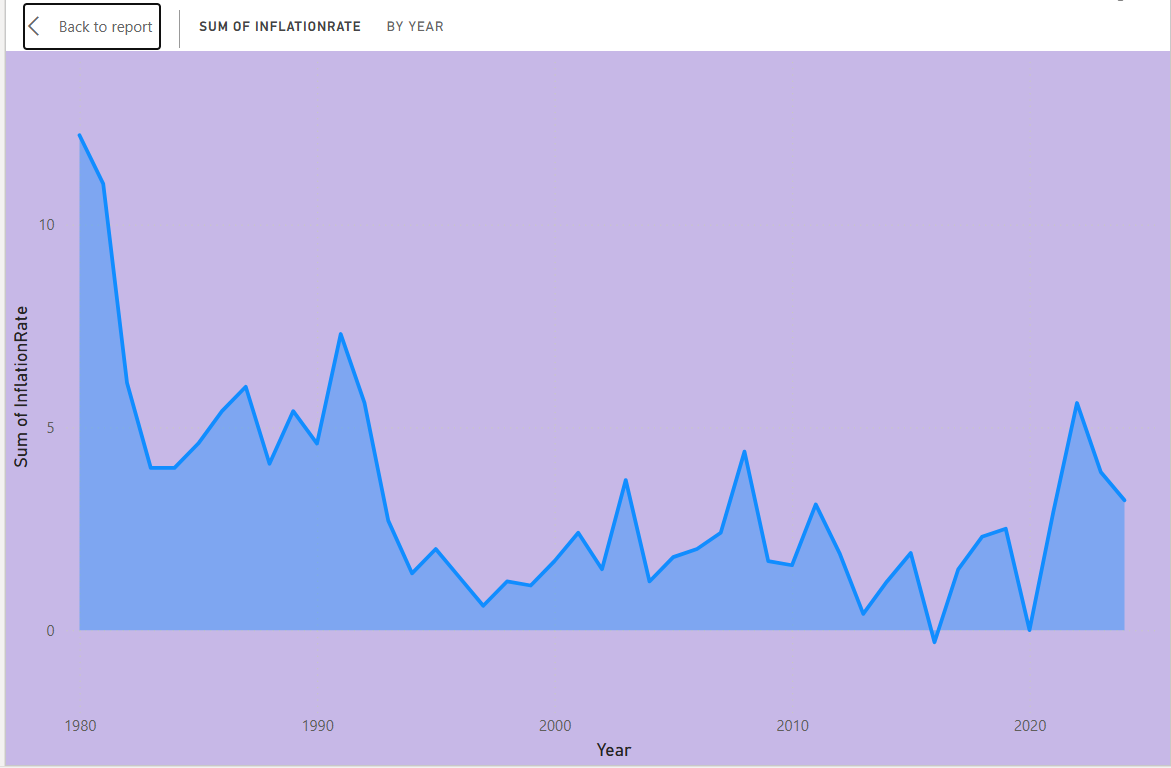 Back to report
SUM OF INFLATIONRATE BY YEAR
10
5
0
Sum of InflationRate
1980 1990 2000 2010 2020
Year